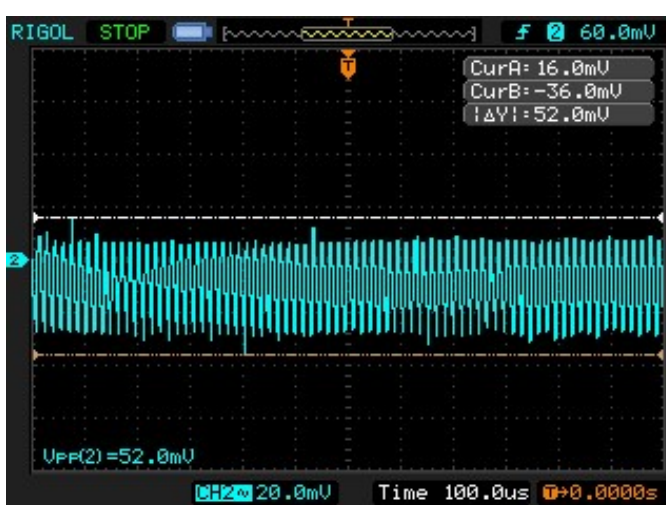 RIGOL STOP T f 2 60.0mV
T
CurA: 16.0mV
CurB: -36.0mV
|ΔY|: 52.0mV
2
Vpp(2)=52.0mV
CH2~ 20.0mV Time 100.0us T→0.0000s